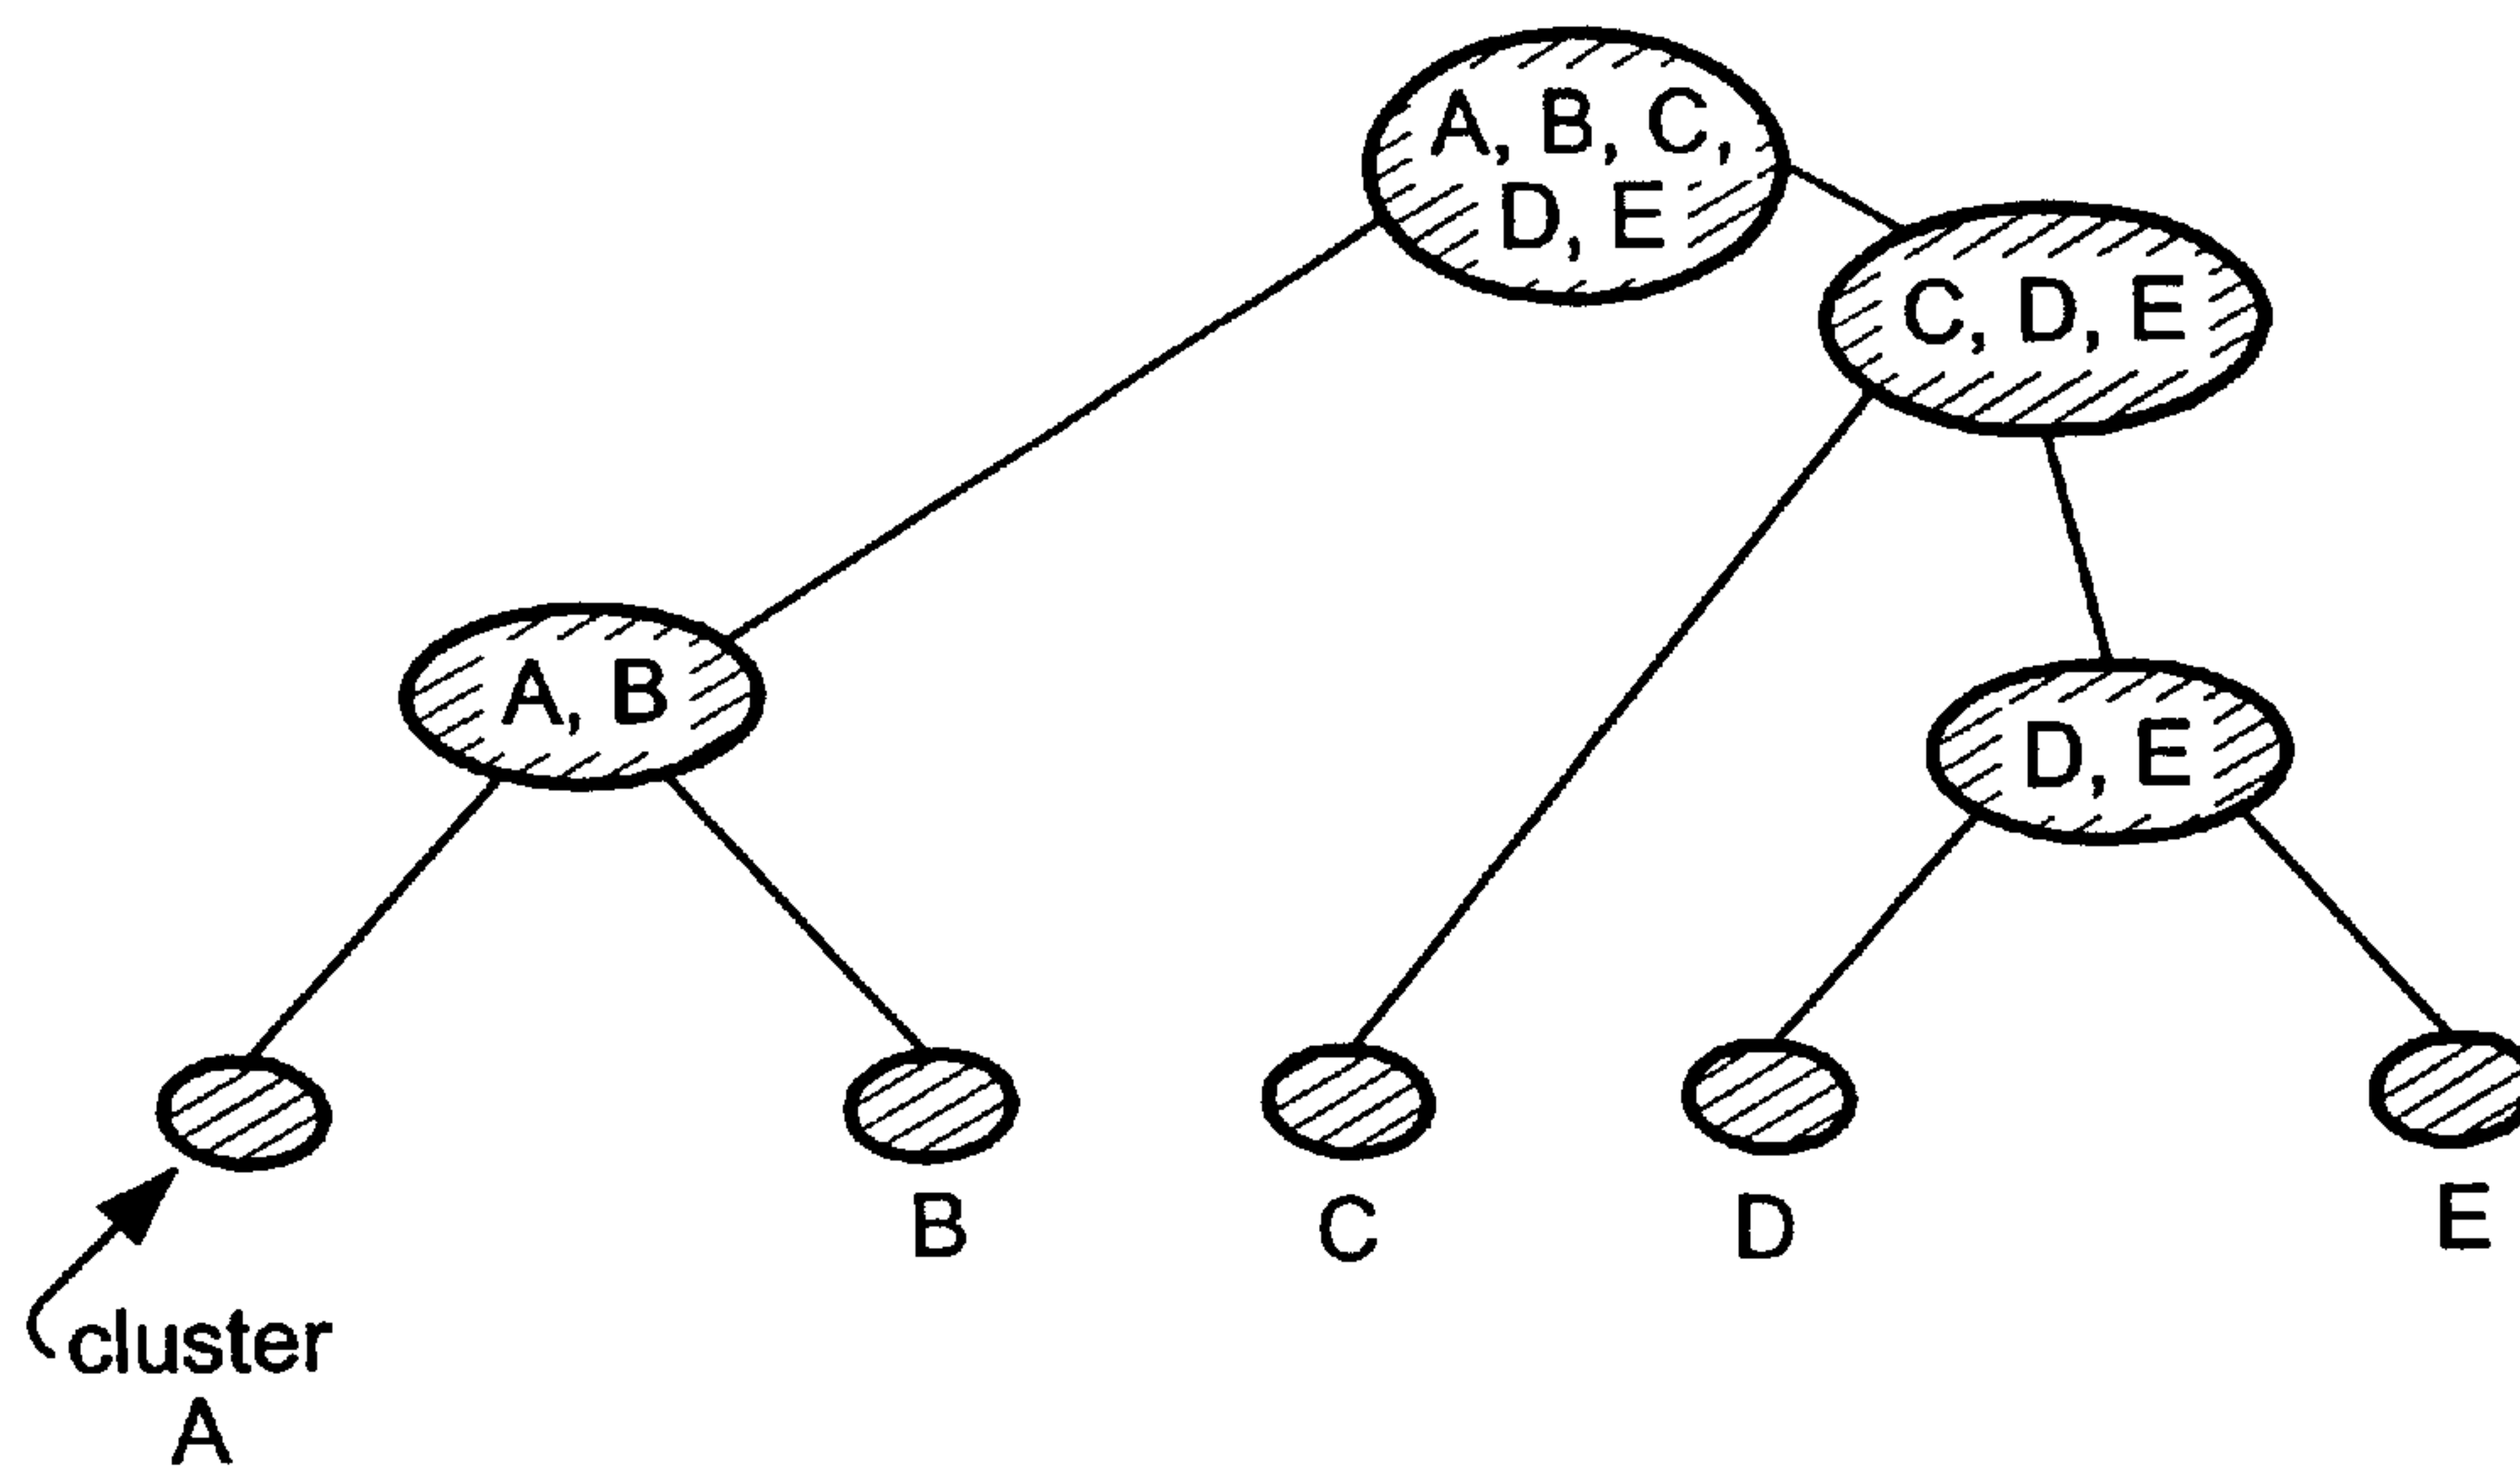 A, B, C,
D, E
C, D, E
A, B
D, E
B
C
D
E
cluster
A